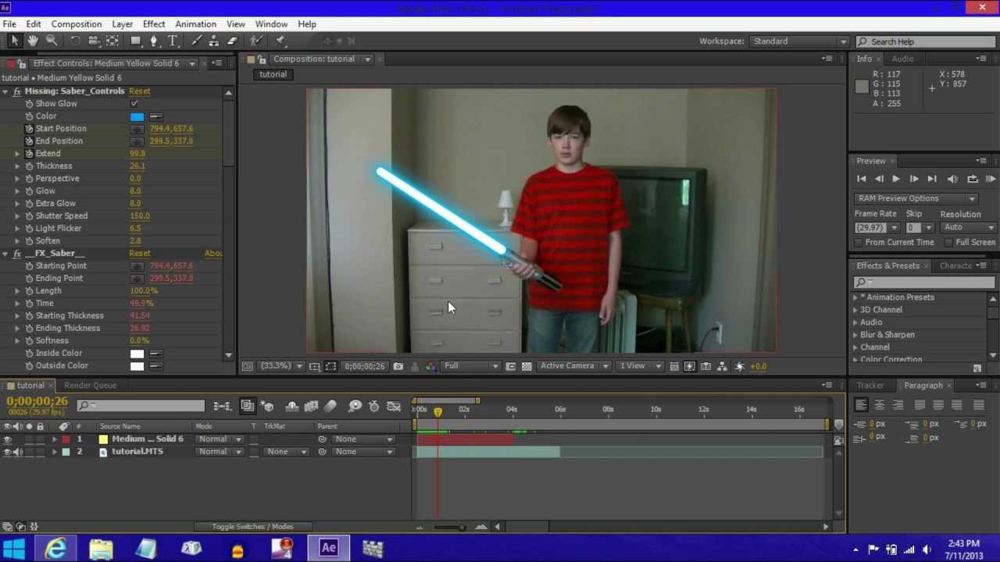 Ae
File Edit Composition Layer Effect Animation View Window Help
Workspace: Standard Search Help
Effect Controls: Medium Yellow Solid 6
tutorial • Medium Yellow Solid 6
Missing: Saber_Controls Reset
Show Glow
Color
Start Position 794.4,657.6
End Position 299.5,337.0
Extend 99.8
Thickness 26.1
Perspective 0.0
Glow 8.0
Extra Glow 8.0
Shutter Speed 150.0
Light Flicker 6.5
Soften 2.8
__FX_Saber__ Reset Abou
Starting Point 794.4,657.6
Ending Point 299.5,337.0
Length 100.0%
Time 49.9%
Starting Thickness 41.54
Ending Thickness 36.92
Softness 0.0%
Inside Color
Outside Color
Composition: tutorial
tutorial
(33.3%) 0;00;00;26 Full Active Camera 1 View +0.0
Info Audio
R: 117 X: 578
G: 115 Y: 857
B: 113
A: 255
Preview
RAM Preview Options
Frame Rate Skip Resolution
(29.97) 0 Auto
From Current Time Full Screen
Effects & Presets Characte
* Animation Presets
3D Channel
Audio
Blur & Sharpen
Channel
Color Correction
Tracker Paragraph
0 px 0 px 0 px
0 px 0 px
tutorial Render Queue
0;00;00;26
00026 (29.97 fps)
# Source Name Mode T TrkMat Parent
1 Medium ... Solid 6 Normal None
2 tutorial.MTS Normal None None
):00s 02s 04s 06s 08s 10s 12s 14s 16s
Toggle Switches / Modes
Ae
2:43 PM
7/11/2013